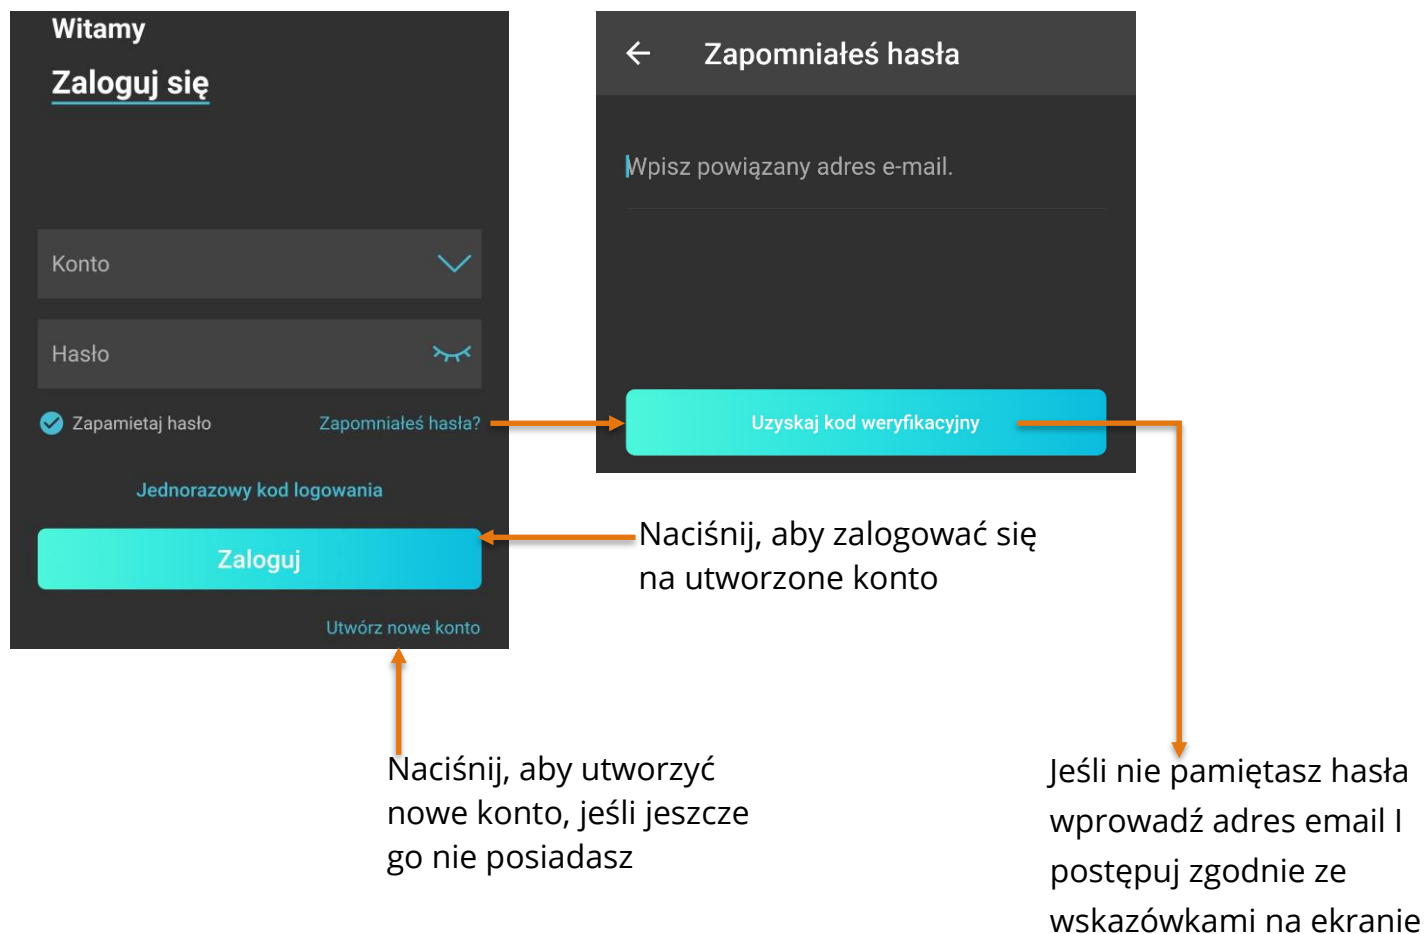 Witamy
Zaloguj się
Konto
Hasło
Zapamietaj hasło
Zapomniałeś hasła?
Jednorazowy kod logowania
Zaloguj
Utwórz nowe konto
Zapomniałeś hasła
Wpisz powiązany adres e-mail.
Uzyskaj kod weryfikacyjny
Naciśnij, aby zalogować się
na utworzone konto
Naciśnij, aby utworzyć
nowe konto, jeśli jeszcze
go nie posiadasz
Jeśli nie pamiętasz hasła
wprowadź adres email I
postępuj zgodnie ze
wskazówkami na ekranie